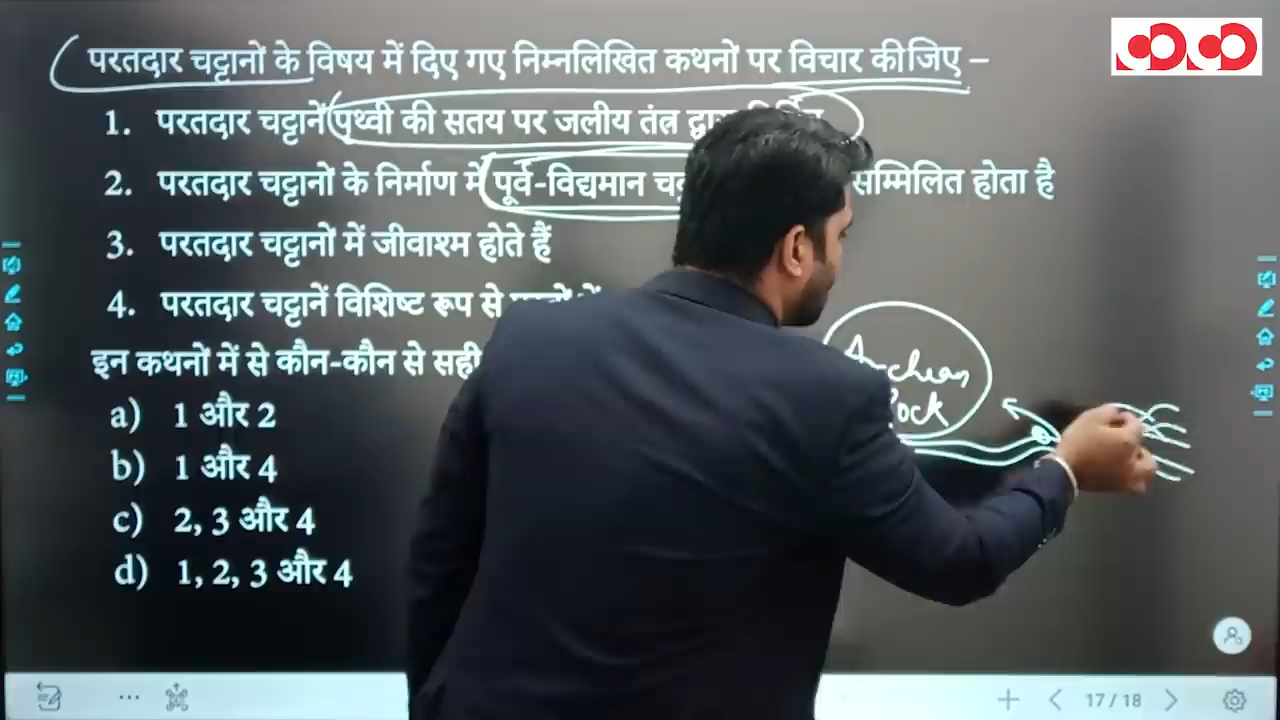 परतदार चट्टानों के विषय में दिए गए निम्नलिखित कथनों पर विचार कीजिए –
1. परतदार चट्टानें पृथ्वी की सतय पर जलीय तंत्र
2. परतदार चट्टानों के निर्माण में पूर्व-विद्यमान सम्मिलित होता है
3. परतदार चट्टानों में जीवाश्म होते हैं
4. परतदार चट्टानें विशिष्ट रूप से
इन कथनों में से कौन-कौन से सही
a) 1 और 2
b) 1 और 4
c) 2, 3 और 4
d) 1, 2, 3 और 4
17 / 18